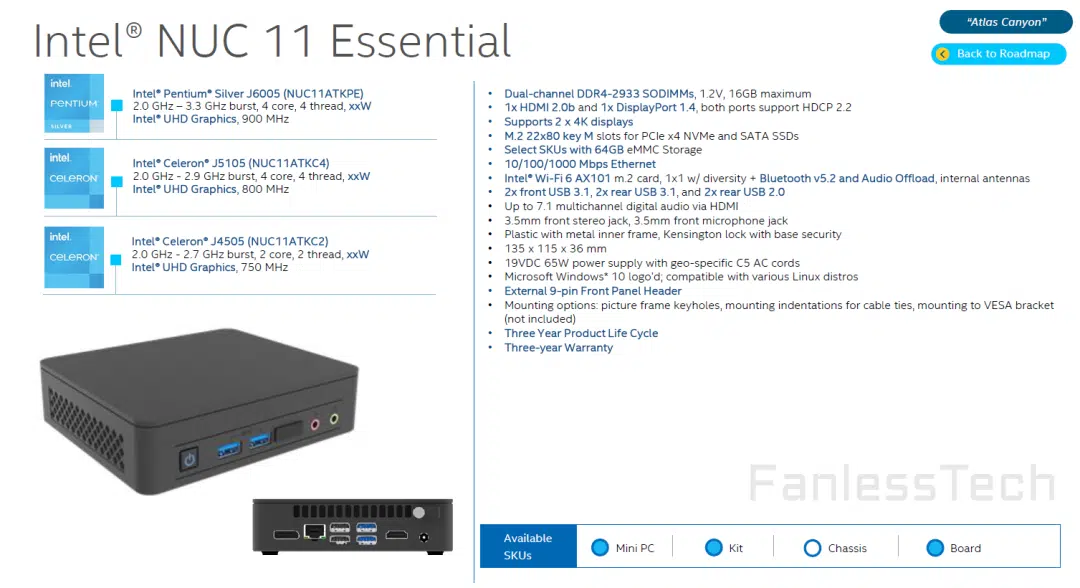 Intel® NUC 11 Essential
"Atlas Canyon"
Back to Roadmap
intel.
PENTIUM
SILVER
Intel® Pentium® Silver J6005 (NUC11ATKPE)
2.0 GHz – 3.3 GHz burst, 4 core, 4 thread, xxW
Intel® UHD Graphics, 900 MHz
intel.
CELERON
Intel® Celeron® J5105 (NUC11ATKC4)
2.0 GHz - 2.9 GHz burst, 4 core, 4 thread, xxW
Intel® UHD Graphics, 800 MHz
intel.
CELERON
Intel® Celeron® J4505 (NUC11ATKC2)
2.0 GHz - 2.7 GHz burst, 2 core, 2 thread, xxW
Intel® UHD Graphics, 750 MHz
• Dual-channel DDR4-2933 SODIMMs, 1.2V, 16GB maximum
• 1x HDMI 2.0b and 1x DisplayPort 1.4, both ports support HDCP 2.2
• Supports 2 x 4K displays
• M.2 22x80 key M slots for PCIe x4 NVMe and SATA SSDs
• Select SKUs with 64GB eMMC Storage
• 10/100/1000 Mbps Ethernet
• Intel® Wi-Fi 6 AX101 m.2 card, 1x1 w/ diversity + Bluetooth v5.2 and Audio Offload, internal antennas
• 2x front USB 3.1, 2x rear USB 3.1, and 2x rear USB 2.0
• Up to 7.1 multichannel digital audio via HDMI
• 3.5mm front stereo jack, 3.5mm front microphone jack
• Plastic with metal inner frame, Kensington lock with base security
• 135 x 115 x 36 mm
• 19VDC 65W power supply with geo-specific C5 AC cords
• Microsoft Windows* 10 logo'd; compatible with various Linux distros
• External 9-pin Front Panel Header
• Mounting options: picture frame keyholes, mounting indentations for cable ties, mounting to VESA bracket
(not included)
• Three Year Product Life Cycle
• Three-year Warranty
FanlessTech
Available
SKUs
Mini PC
Kit
Chassis
Board